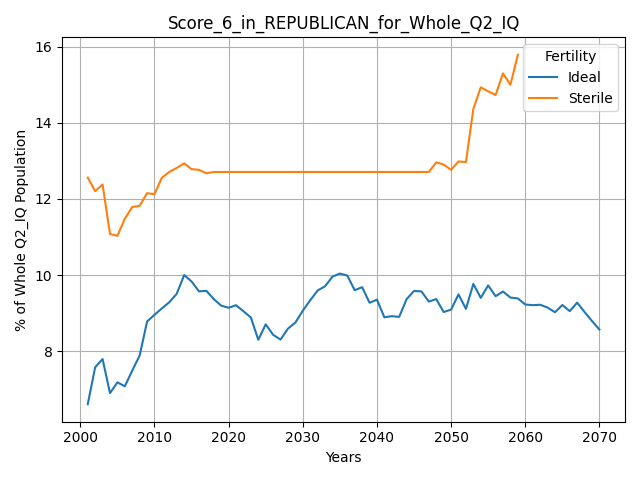 Score_6_in_REPUBLICAN_for_Whole_Q2_IQ
% of Whole Q2_IQ Population
16
14
12
10
8
Fertility
Ideal
Sterile
2000 2010 2020 2030 2040 2050 2060 2070
Years